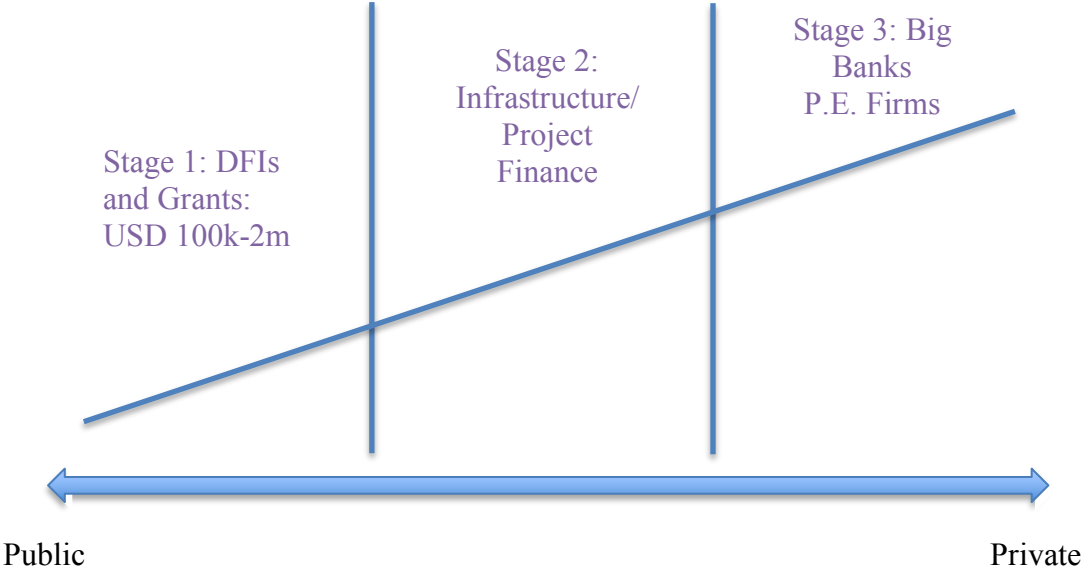 Stage 1: DFIs
and Grants:
USD 100k-2m
Stage 2:
Infrastructure/
Project
Finance
Stage 3: Big
Banks
P.E. Firms
Public
Private